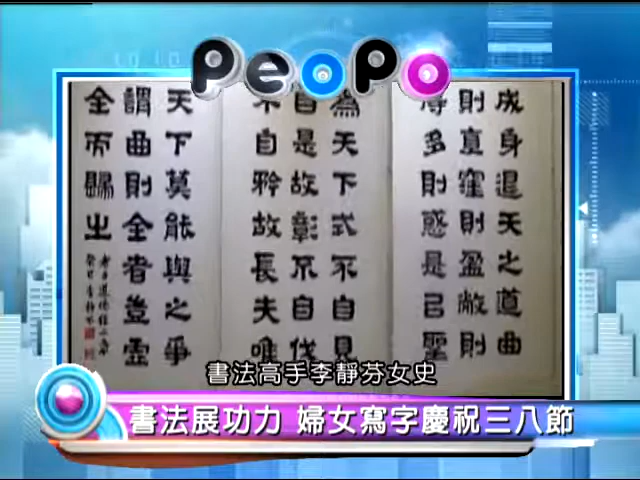 PeoPo
成身退天之道曲
則直窪則盈敝則
得多則惑是㠯聖
為天下式不自見
自是故彰不自伐
不自矜故長夫唯
天下莫能與之爭
謂曲則全者豈虛
全而歸之
書法高手李靜芬女史
書法展功力 婦女寫字慶祝三八節